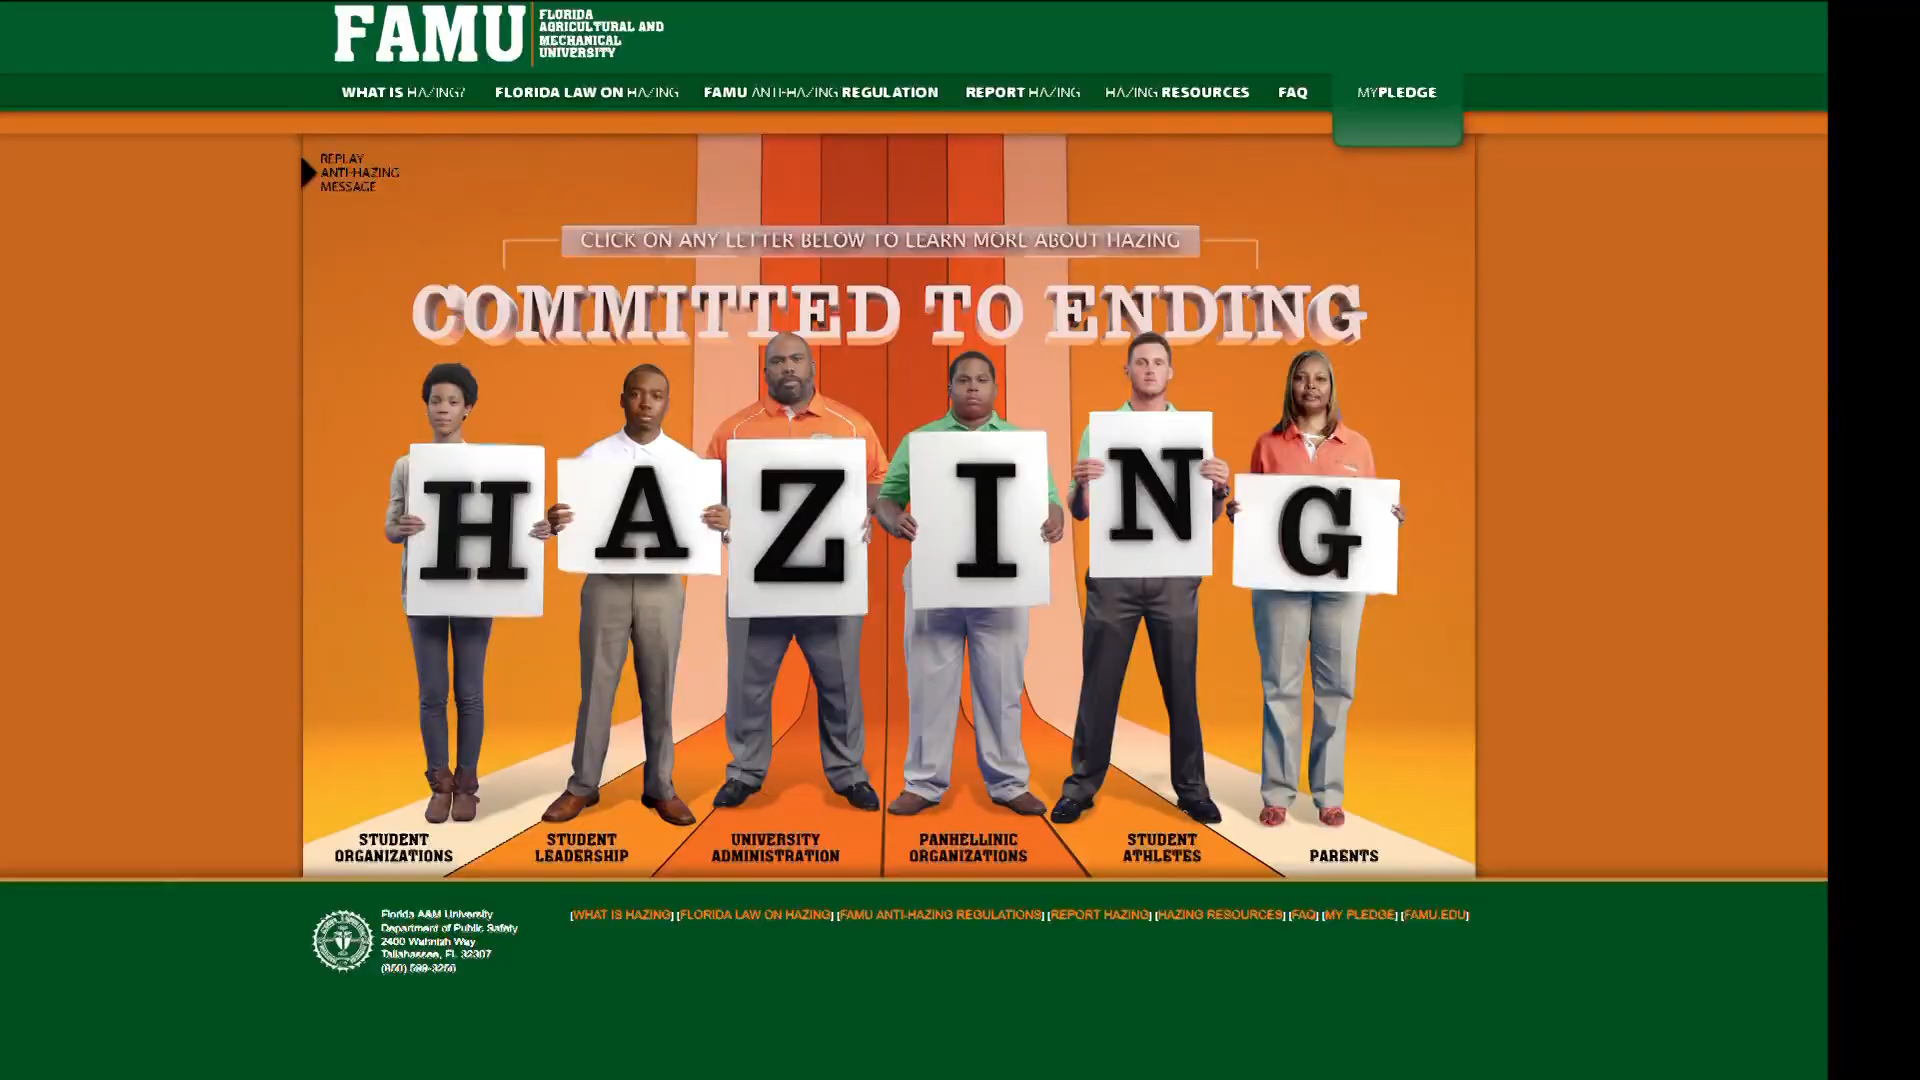 FAMU
FLORIDA
AGRICULTURAL AND
MECHANICAL
UNIVERSITY
WHAT IS HAZING? FLORIDA LAW ON HAZING FAMU ANTI-HAZING REGULATION REPORT HAZING HAZING RESOURCES FAQ MYPLEDGE
REPLAY
ANTI-HAZING
MESSAGE
CLICK ON ANY LETTER BELOW TO LEARN MORE ABOUT HAZING
COMMITTED TO ENDING
H A Z I N G
STUDENT
ORGANIZATIONS
STUDENT
LEADERSHIP
UNIVERSITY
ADMINISTRATION
PANHELLINIC
ORGANIZATIONS
STUDENT
ATHLETES
PARENTS
Florida A&M University
Department of Public Safety
2400 Wahnish Way
Tallahassee, FL 32307
(850) 599-3256
[WHAT IS HAZING] [FLORIDA LAW ON HAZING] [FAMU ANTI-HAZING REGULATIONS] [REPORT HAZING] [HAZING RESOURCES] [FAQ] [MY PLEDGE] [FAMU.EDU]